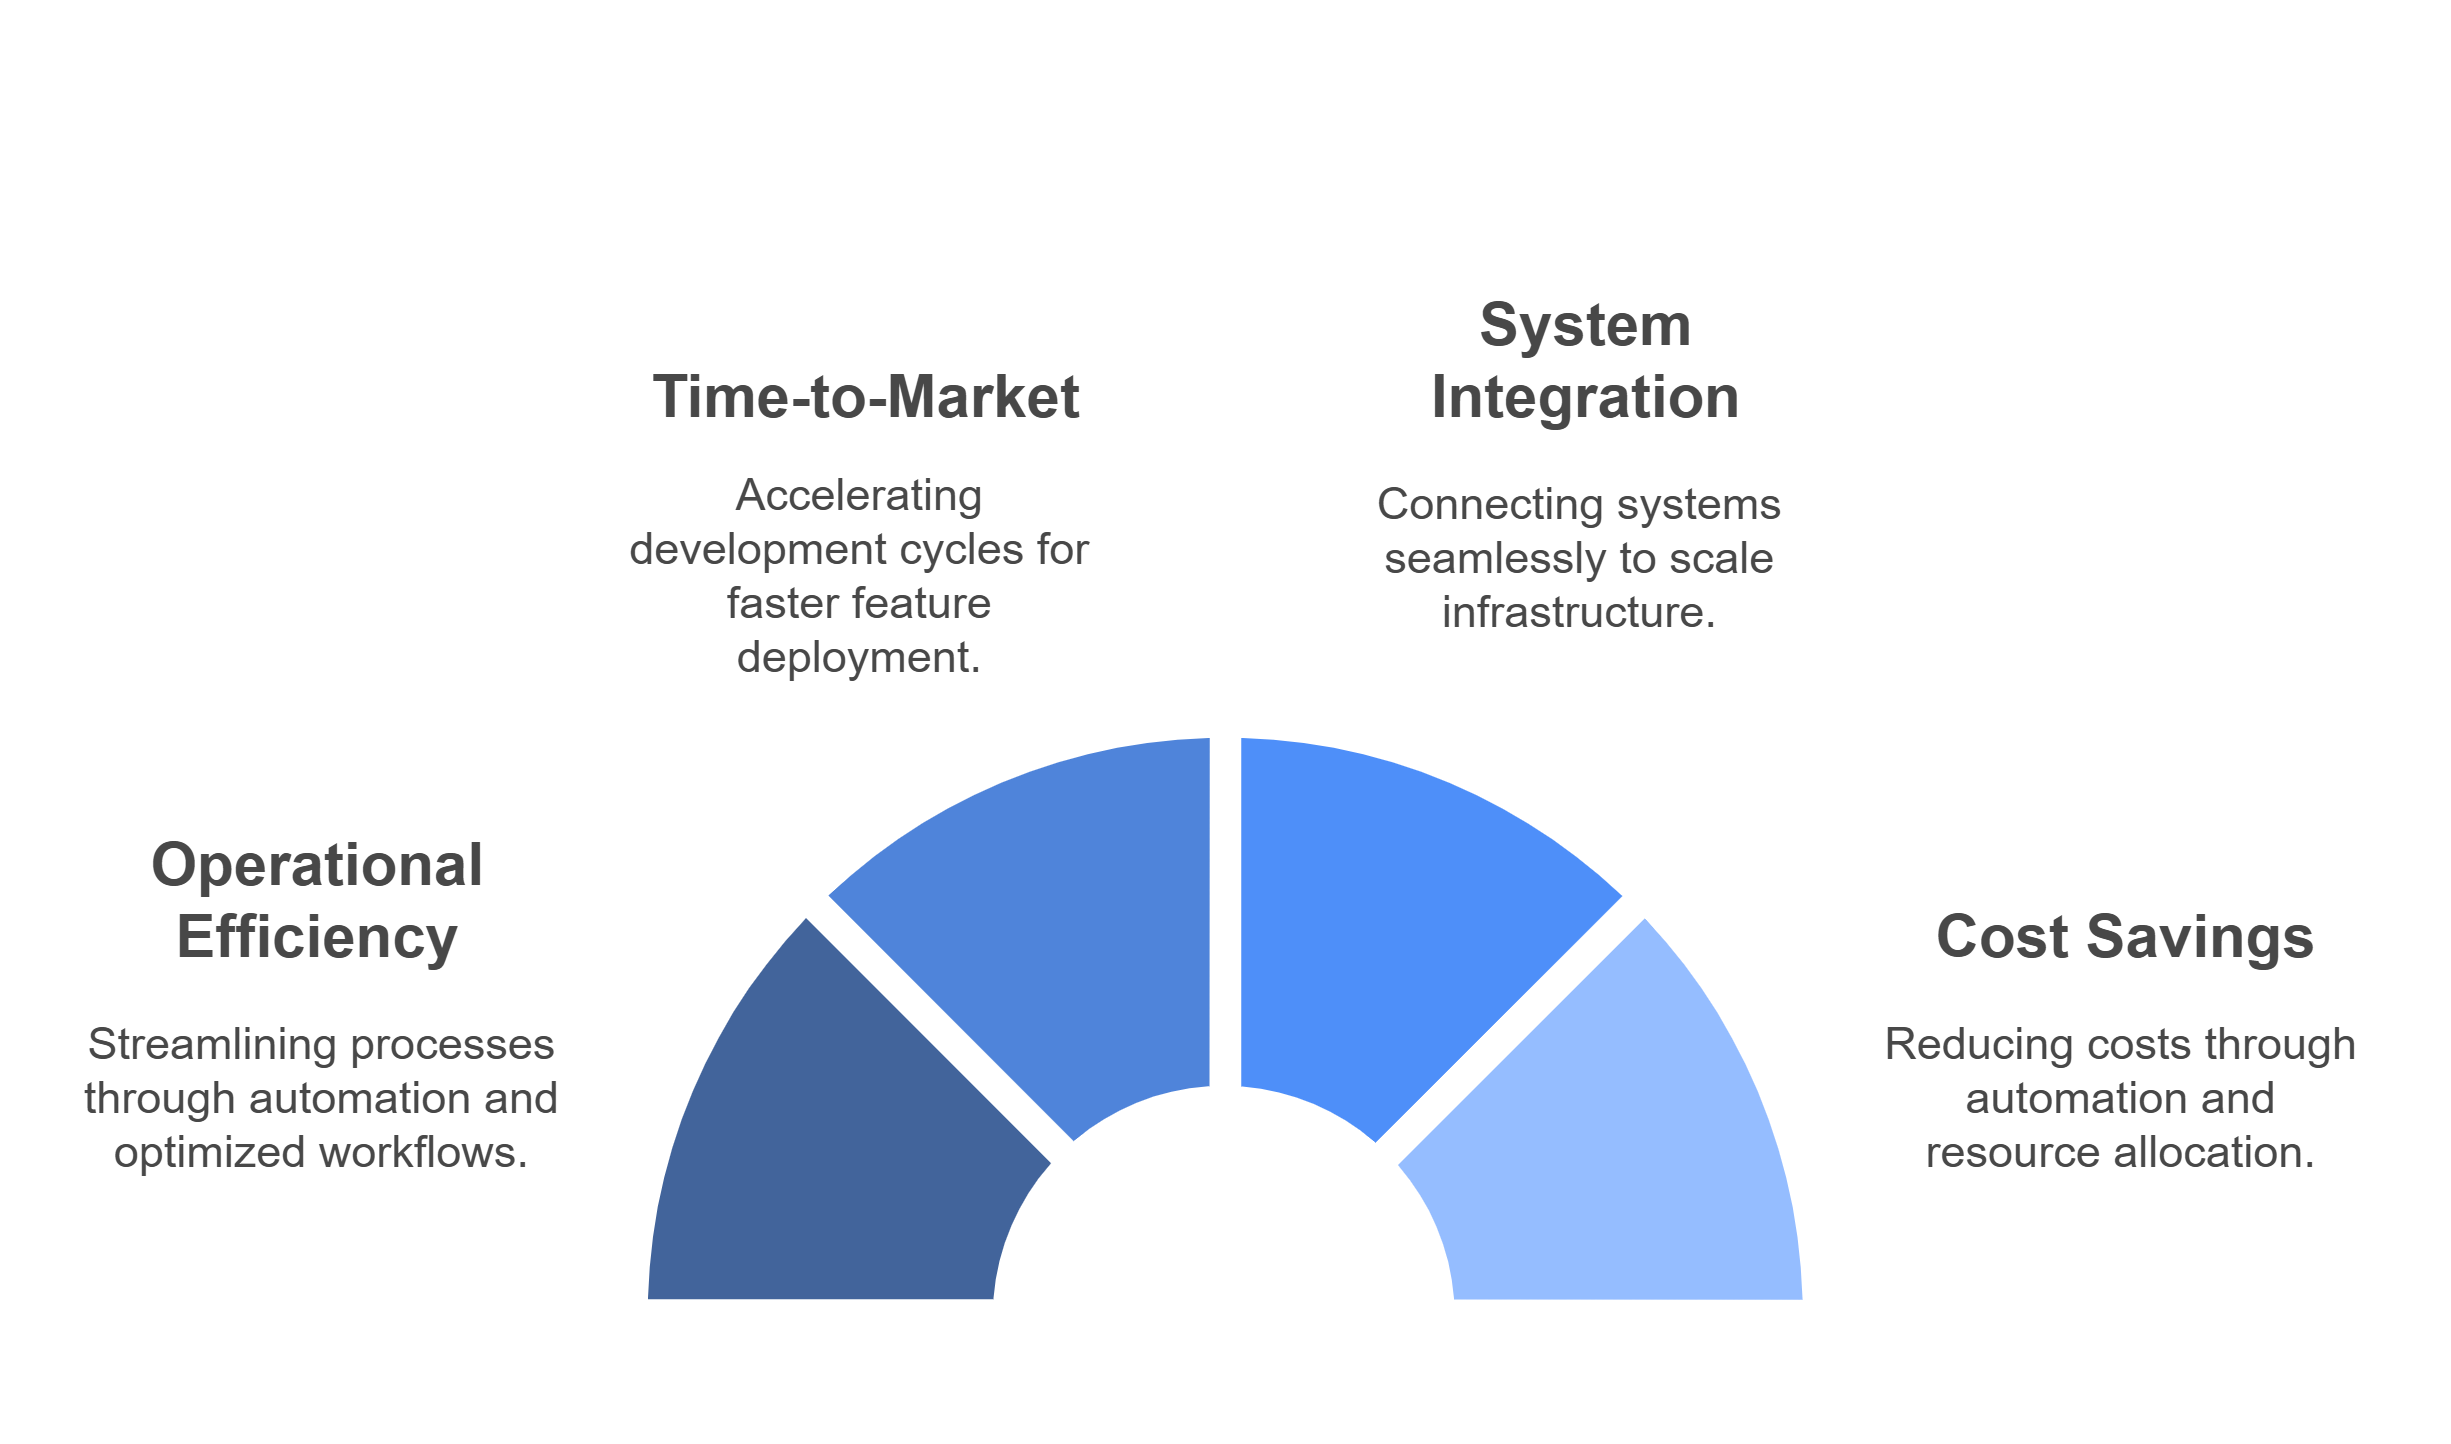 System
Integration
Time-to-Market
Accelerating
development cycles for
faster feature
deployment.
Connecting systems
seamlessly to scale
infrastructure.
Operational
Efficiency
Streamlining processes
through automation and
optimized workflows.
Cost Savings
Reducing costs through
automation and
resource allocation.